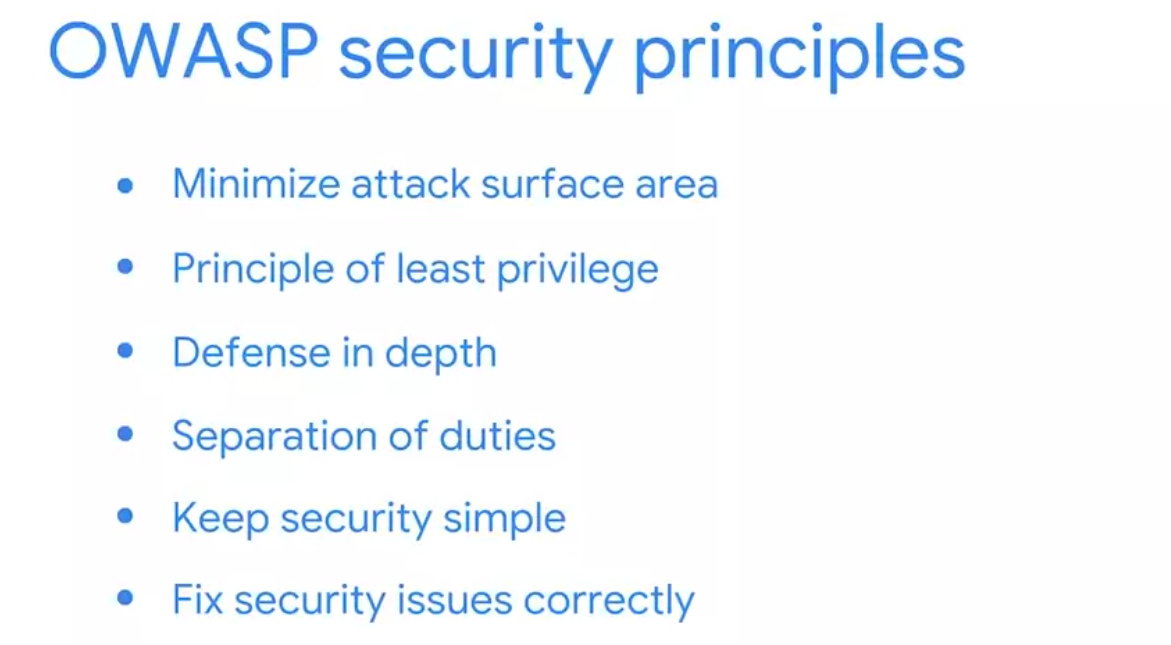 OWASP security principles
• Minimize attack surface area
• Principle of least privilege
• Defense in depth
• Separation of duties
• Keep security simple
• Fix security issues correctly